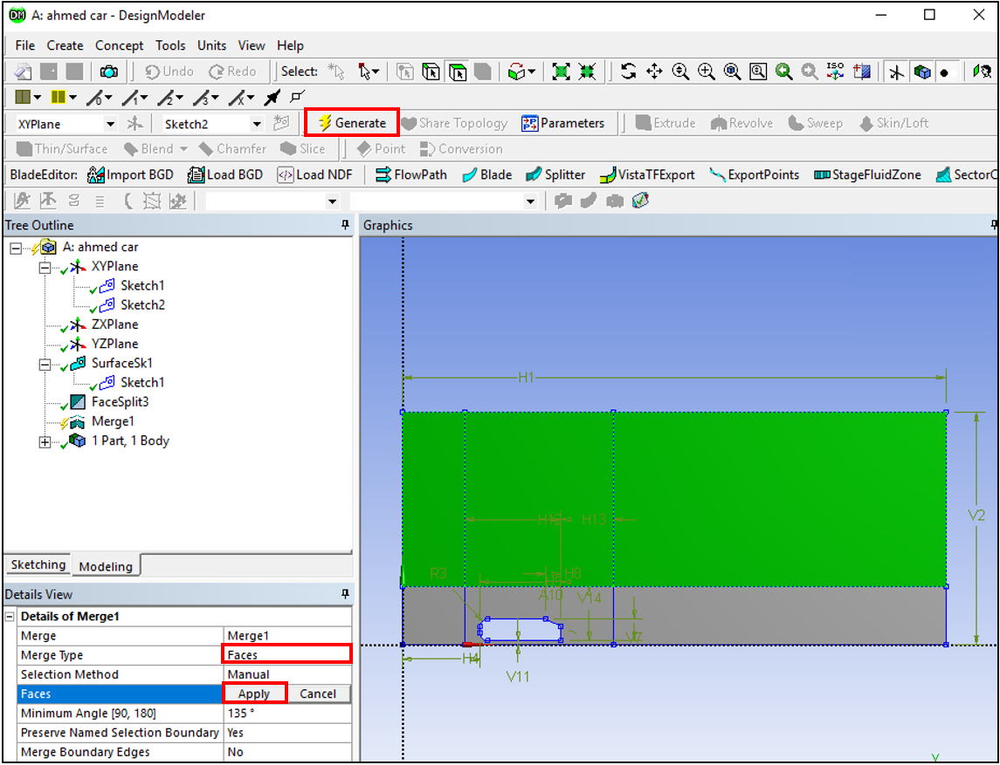 A: ahmed car - DesignModeler
File Create Concept Tools Units View Help
Undo Redo Select:
XYPlane Sketch2 Generate Share Topology Parameters Extrude Revolve Sweep Skin/Loft
Thin/Surface Blend Chamfer Slice Point Conversion
BladeEditor: Import BGD Load BGD Load NDF FlowPath Blade Splitter VistaTFExport ExportPoints StageFluidZone SectorC
Tree Outline
A: ahmed car
XYPlane
Sketch1
Sketch2
ZXPlane
YZPlane
SurfaceSk1
Sketch1
FaceSplit3
Merge1
1 Part, 1 Body
Sketching Modeling
Details View
Details of Merge1
Merge Merge1
Merge Type Faces
Selection Method Manual
Faces Apply Cancel
Minimum Angle [90, 180] 135 °
Preserve Named Selection Boundary Yes
Merge Boundary Edges No
Graphics
H1
V2
H12 H13
R3 H8
A10 V14
H4
V11
Y